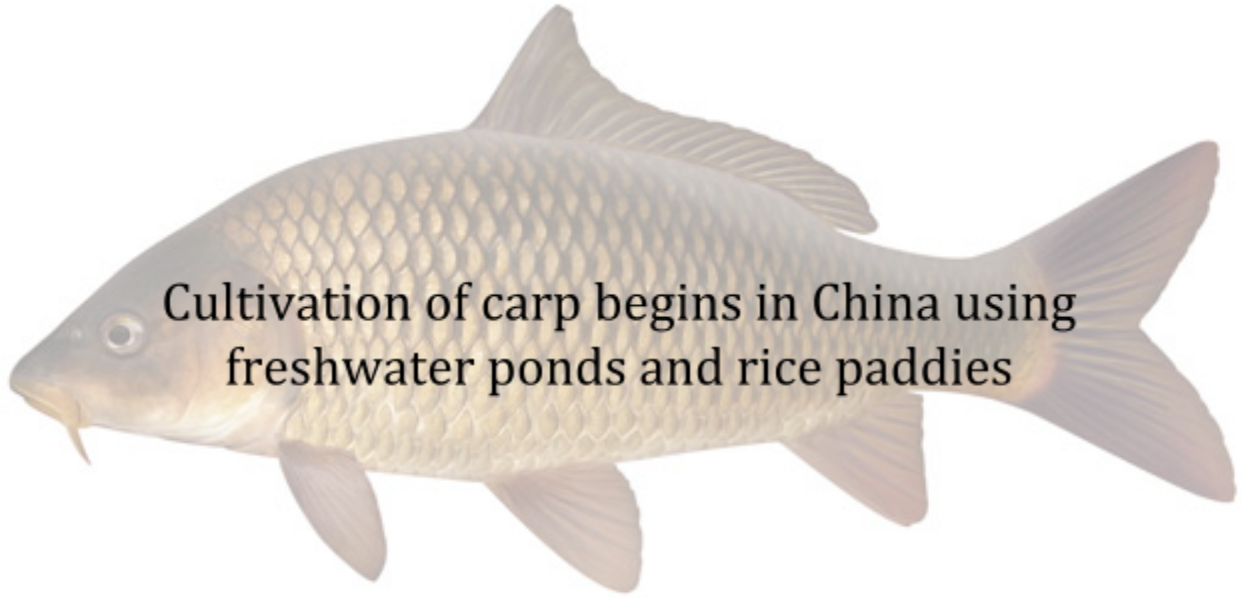 Cultivation of carp begins in China using
freshwater ponds and rice paddies